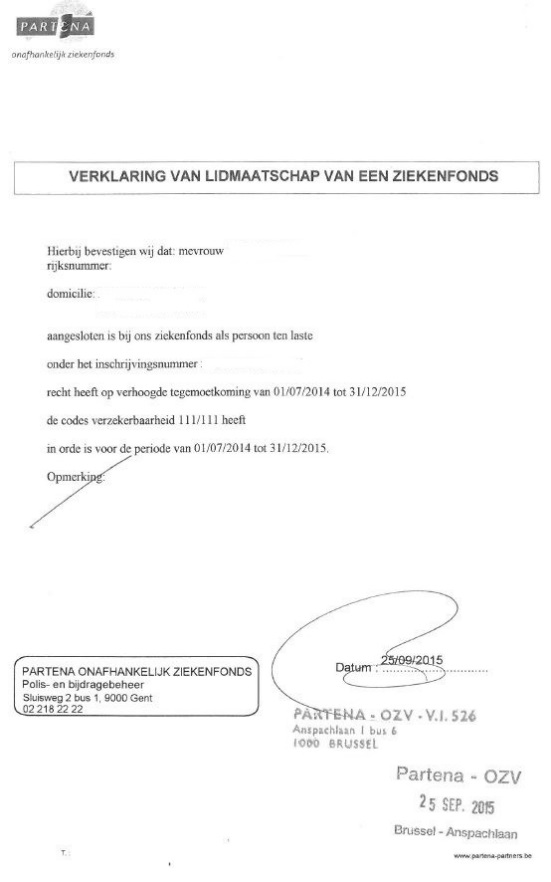 PARTENA
onafhankelijk ziekenfonds
VERKLARING VAN LIDMAATSCHAP VAN EEN ZIEKENFONDS
Hierbij bevestigen wij dat: mevrouw
rijksnummer:
domicilie:
aangesloten is bij ons ziekenfonds als persoon ten laste
onder het inschrijvingsnummer :
recht heeft op verhoogde tegemoetkoming van 01/07/2014 tot 31/12/2015
de codes verzekerbaarheid 111/111 heeft
in orde is voor de periode van 01/07/2014 tot 31/12/2015.
Opmerking:
Datum : 25/09/2015
PARTENA ONAFHANKELIJK ZIEKENFONDS
Polis- en bijdragebeheer
Sluisweg 2 bus 1, 9000 Gent
02 218 22 22
PARTENA - OZV - V.I. 526
Anspachlaan 1 bus 6
1000 BRUSSEL
Partena - OZV
25 SEP. 2015
Brussel - Anspachlaan
T.:
www.partena-partners.be